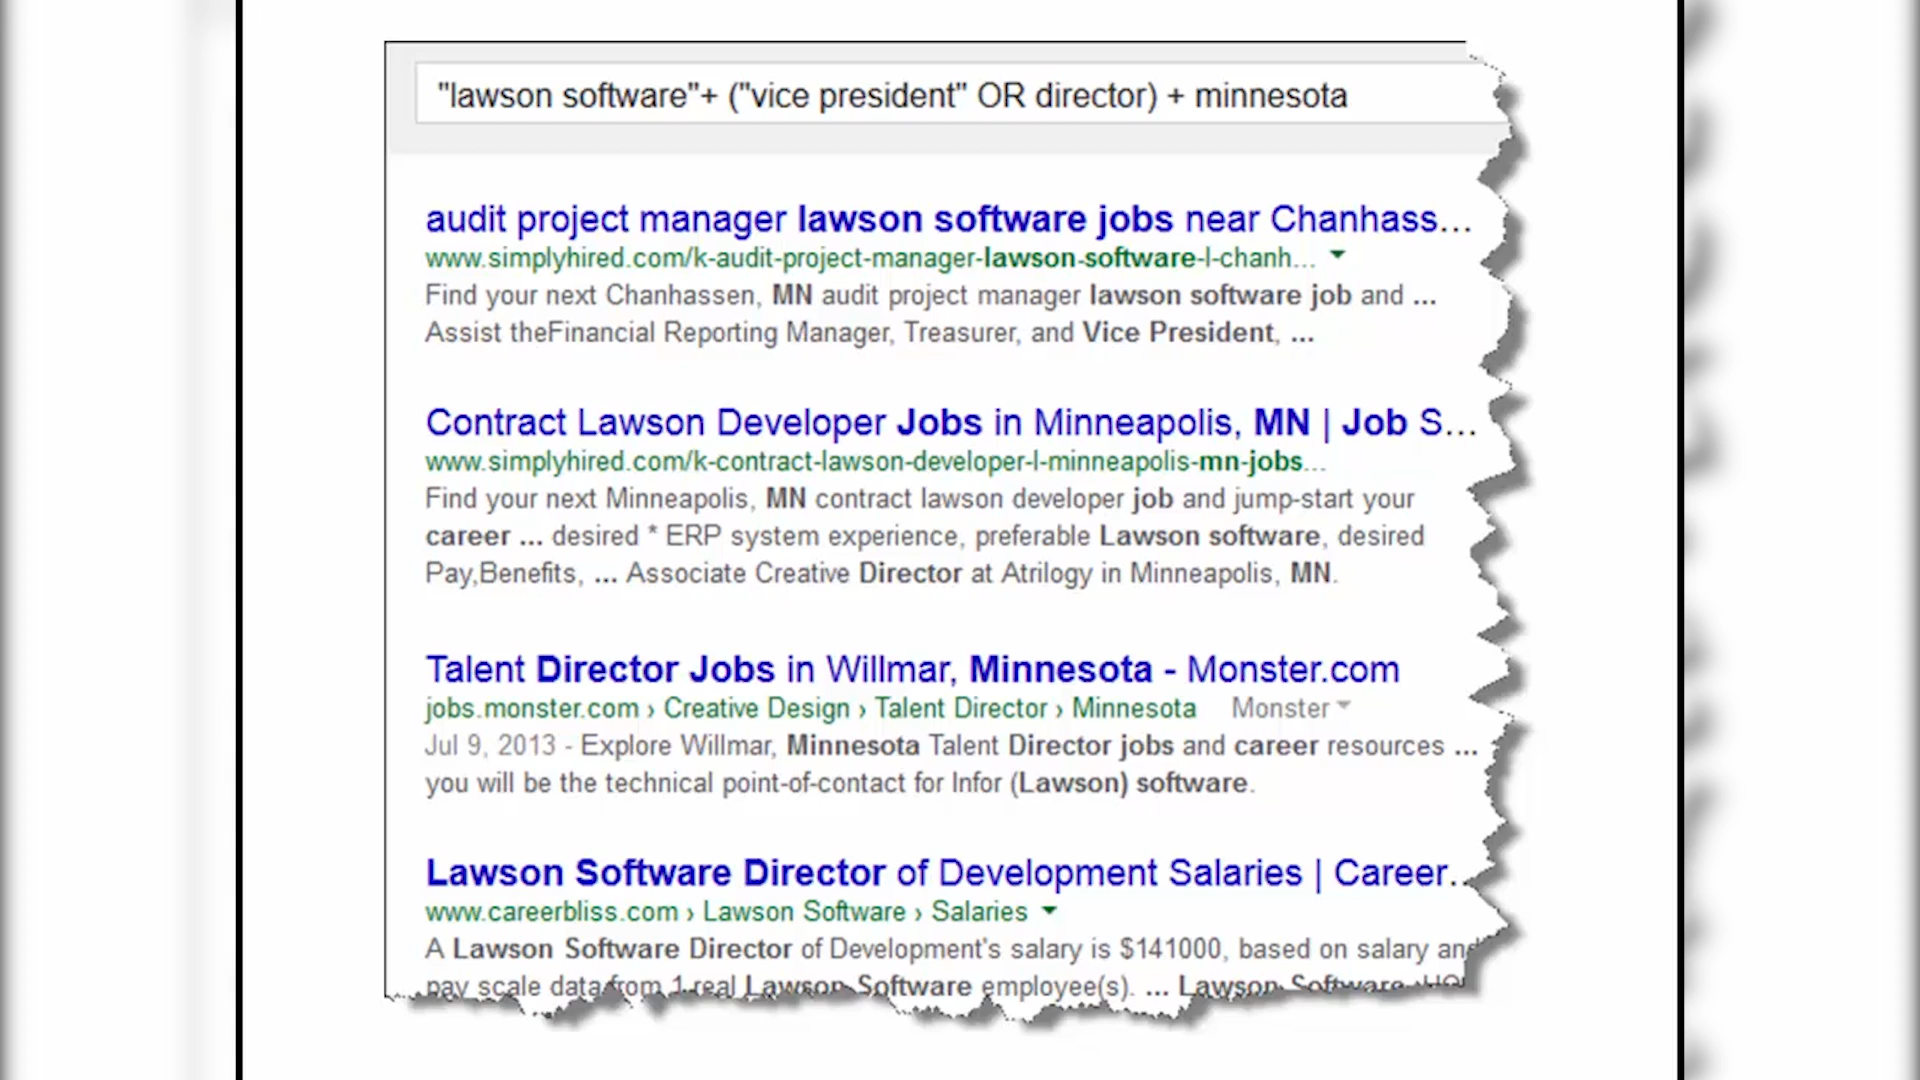 "lawson software"+ ("vice president" OR director) + minnesota
audit project manager lawson software jobs near Chanhass...
www.simplyhired.com/k-audit-project-manager-lawson-software-l-chanh...
Find your next Chanhassen, MN audit project manager lawson software job and ...
Assist theFinancial Reporting Manager, Treasurer, and Vice President, ...
Contract Lawson Developer Jobs in Minneapolis, MN | Job S...
www.simplyhired.com/k-contract-lawson-developer-l-minneapolis-mn-jobs...
Find your next Minneapolis, MN contract lawson developer job and jump-start your
career ... desired * ERP system experience, preferable Lawson software, desired
Pay,Benefits, ... Associate Creative Director at Atrilogy in Minneapolis, MN.
Talent Director Jobs in Willmar, Minnesota - Monster.com
jobs.monster.com › Creative Design › Talent Director › Minnesota Monster
Jul 9, 2013 - Explore Willmar, Minnesota Talent Director jobs and career resources ...
you will be the technical point-of-contact for Infor (Lawson) software.
Lawson Software Director of Development Salaries | Career..
www.careerbliss.com › Lawson Software › Salaries
A Lawson Software Director of Development's salary is $141000, based on salary and
pay scale data from 1 real Lawson Software employee(s). ... Lawson Software